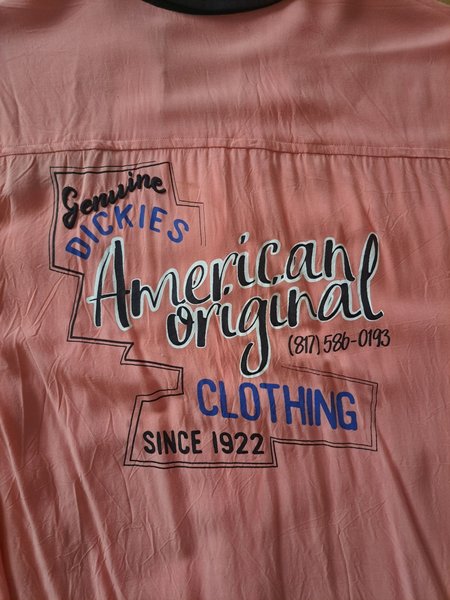 Genuine
DICKIES
American
original
(817) 586-0193
CLOTHING
SINCE 1922